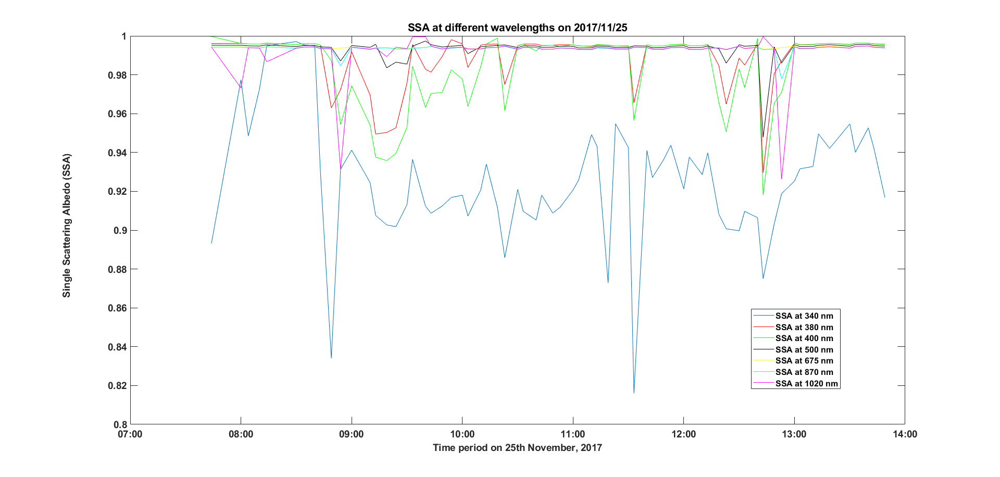 SSA at different wavelengths on 2017/11/25
Single Scattering Albedo (SSA)
1
0.98
0.96
0.94
0.92
0.9
0.88
0.86
0.84
0.82
0.8
07:00 08:00 09:00 10:00 11:00 12:00 13:00 14:00
Time period on 25th November, 2017
SSA at 340 nm
SSA at 380 nm
SSA at 400 nm
SSA at 500 nm
SSA at 675 nm
SSA at 870 nm
SSA at 1020 nm